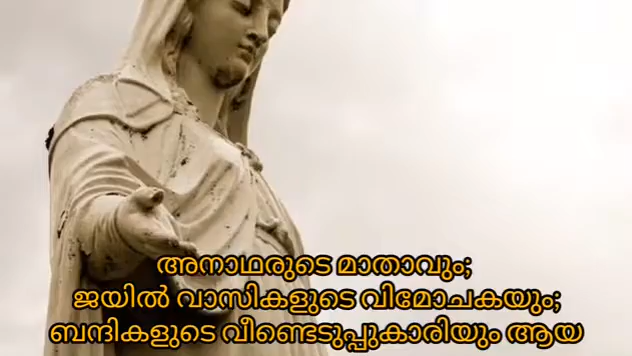 അനാഥരുടെ മാതാവും;
ജയിൽ വാസികളുടെ വിമോചകയും;
ബന്ദികളുടെ വീണ്ടെടുപ്പുകാരിയും ആയ